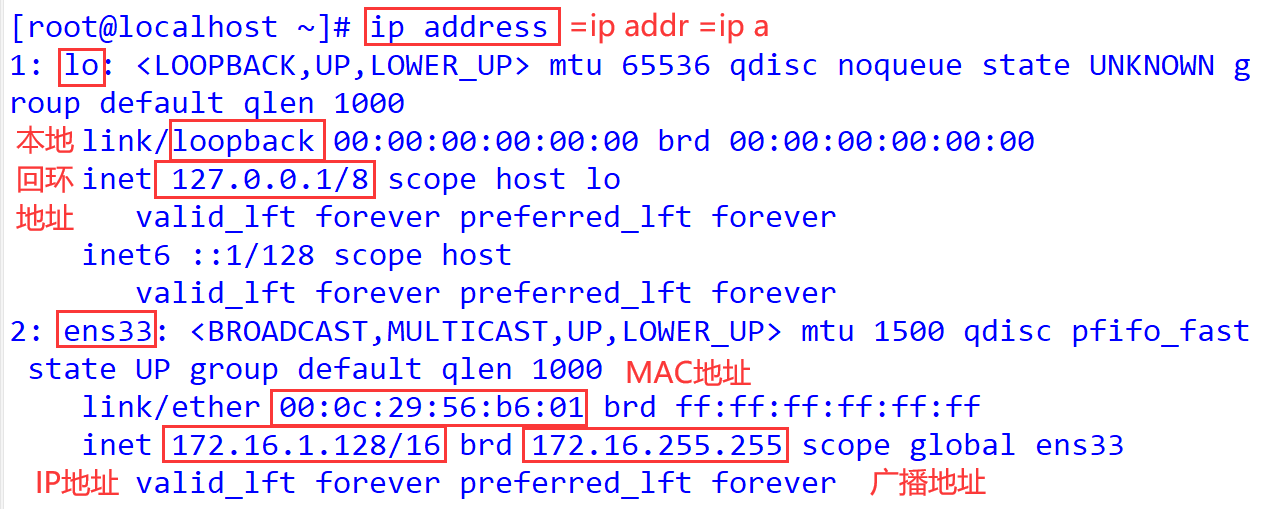 [root@localhost ~]# ip address =ip addr =ip a
1: lo: <LOOPBACK,UP,LOWER_UP> mtu 65536 qdisc noqueue state UNKNOWN g
roup default qlen 1000
本地 link/loopback 00:00:00:00:00:00 brd 00:00:00:00:00:00
回环 inet 127.0.0.1/8 scope host lo
地址 valid_lft forever preferred_lft forever
inet6 ::1/128 scope host
valid_lft forever preferred_lft forever
2: ens33: <BROADCAST,MULTICAST,UP,LOWER_UP> mtu 1500 qdisc pfifo_fast
state UP group default qlen 1000 MAC地址
link/ether 00:0c:29:56:b6:01 brd ff:ff:ff:ff:ff:ff
inet 172.16.1.128/16 brd 172.16.255.255 scope global ens33
IP地址 valid_lft forever preferred_lft forever 广播地址